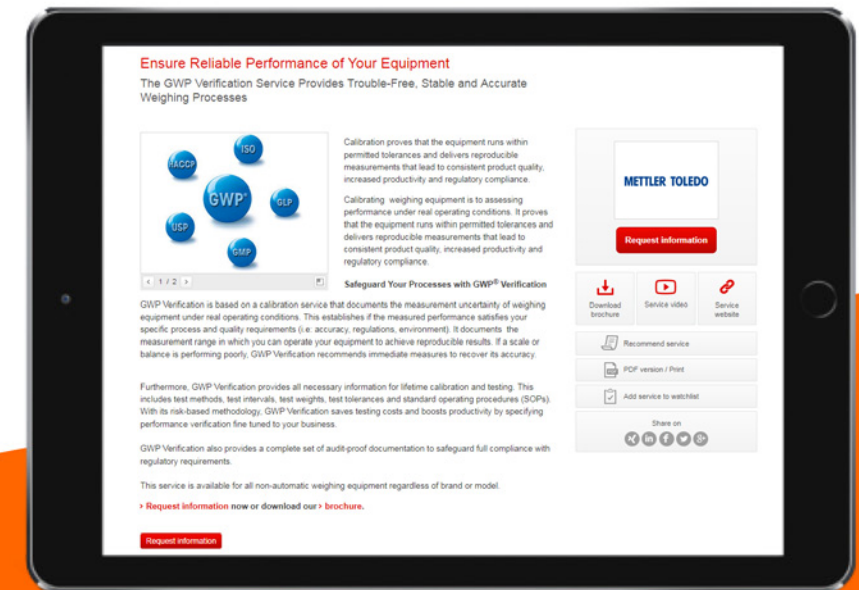 Ensure Reliable Performance of Your Equipment
The GWP Verification Service Provides Trouble-Free, Stable and Accurate
Weighing Processes
ISO
HACCP
GWP®
GLP
USP
GMP
1 / 2
Calibration proves that the equipment runs within
permitted tolerances and delivers reproducible
measurements that lead to consistent product quality,
increased productivity and regulatory compliance.
Calibrating weighing equipment is to assessing
performance under real operating conditions. It proves
that the equipment runs within permitted tolerances and
delivers reproducible measurements that lead to
consistent product quality, increased productivity and
regulatory compliance.
Safeguard Your Processes with GWP® Verification
GWP Verification is based on a calibration service that documents the measurement uncertainty of weighing
equipment under real operating conditions. This establishes if the measured performance satisfies your
specific process and quality requirements (i.e: accuracy, regulations, environment). It documents the
measurement range in which you can operate your equipment to achieve reproducible results. If a scale or
balance is performing poorly, GWP Verification recommends immediate measures to recover its accuracy.
Furthermore, GWP Verification provides all necessary information for lifetime calibration and testing. This
includes test methods, test intervals, test weights, test tolerances and standard operating procedures (SOPs).
With its risk-based methodology, GWP Verification saves testing costs and boosts productivity by specifying
performance verification fine tuned to your business.
GWP Verification also provides a complete set of audit-proof documentation to safeguard full compliance with
regulatory requirements.
This service is available for all non-automatic weighing equipment regardless of brand or model.
› Request information now or download our › brochure.
Request information
METTLER TOLEDO
Request information
Download
brochure
Service video
Service
website
Recommend service
PDF version / Print
Add service to watchlist
Share on